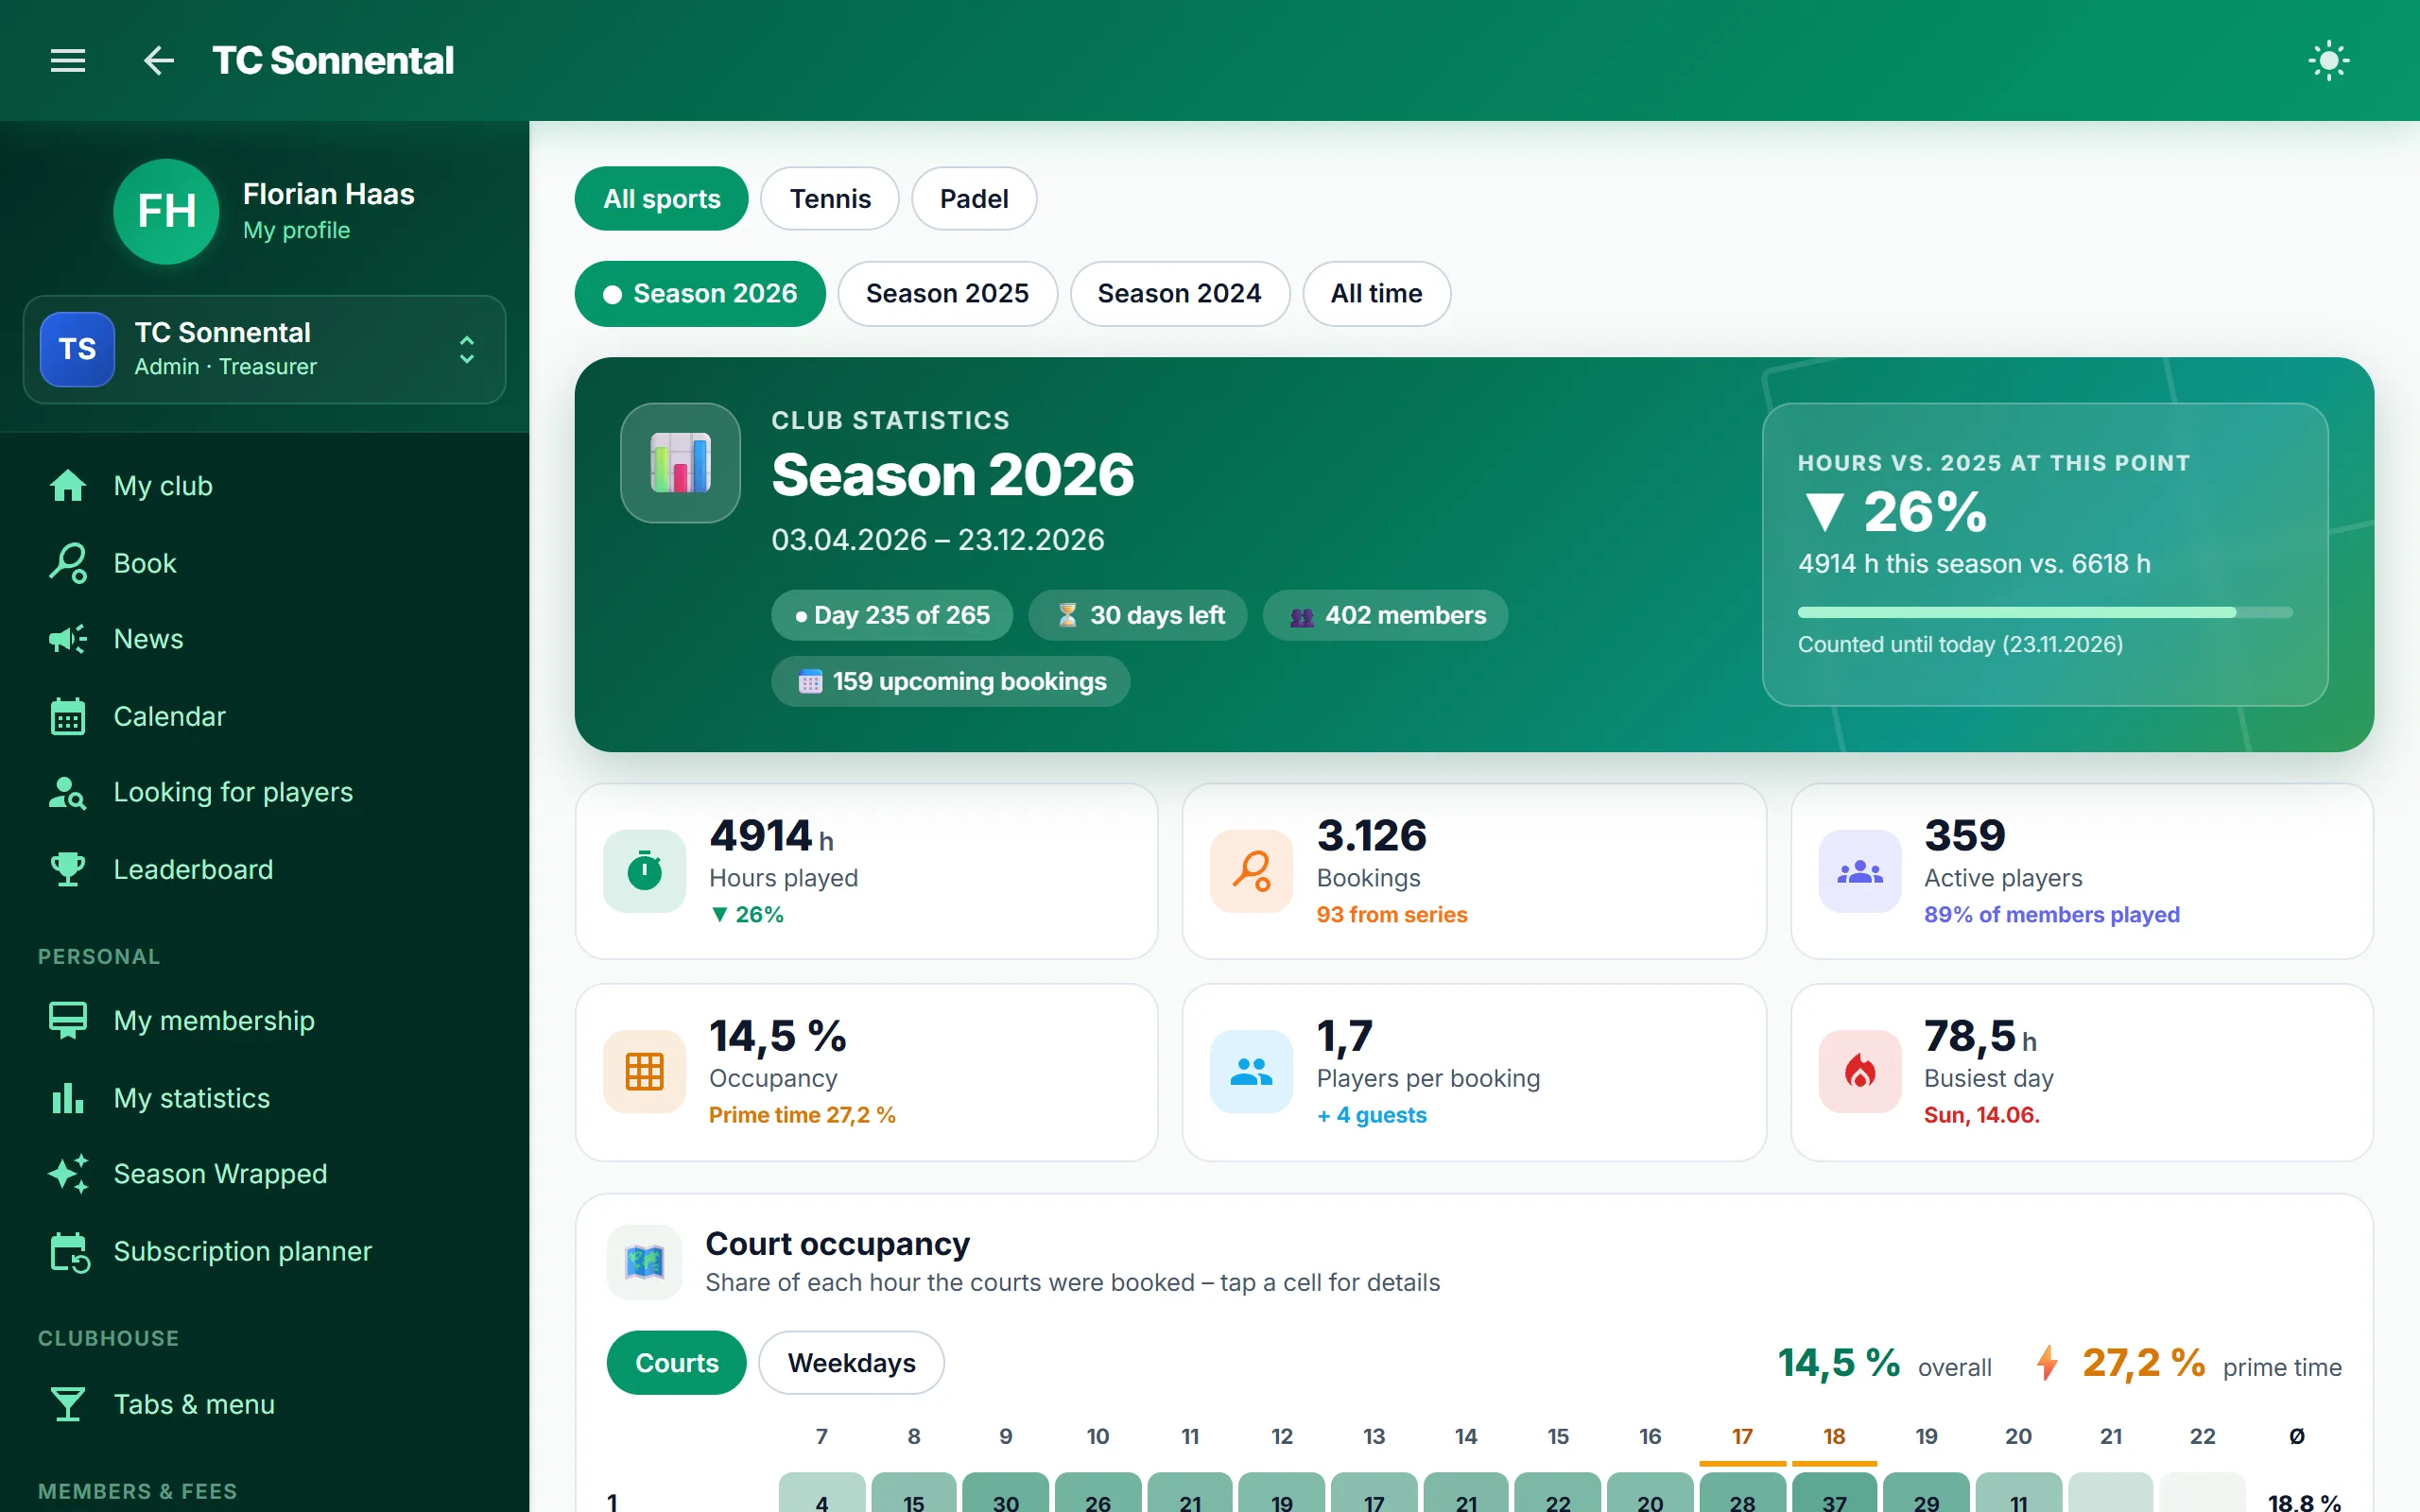 TC Sonnental
FH
Florian Haas
My profile
TS
TC Sonnental
Admin · Treasurer
My club
Book
News
Calendar
Looking for players
Leaderboard
PERSONAL
My membership
My statistics
Season Wrapped
Subscription planner
CLUBHOUSE
Tabs & menu
MEMBERS & FEES
All sports Tennis Padel
Season 2026 Season 2025 Season 2024 All time
CLUB STATISTICS
Season 2026
03.04.2026 – 23.12.2026
Day 235 of 265 30 days left 402 members
159 upcoming bookings
HOURS VS. 2025 AT THIS POINT
▼ 26%
4914 h this season vs. 6618 h
Counted until today (23.11.2026)
4914 h
Hours played
▼ 26%
3.126
Bookings
93 from series
359
Active players
89% of members played
14,5 %
Occupancy
Prime time 27,2 %
1,7
Players per booking
+ 4 guests
78,5 h
Busiest day
Sun, 14.06.
Court occupancy
Share of each hour the courts were booked – tap a cell for details
Courts Weekdays
14,5 % overall 27,2 % prime time
7 8 9 10 11 12 13 14 15 16 17 18 19 20 21 22 Ø
1 4 15 30 26 21 19 17 21 22 20 28 37 29 11 18,8 %